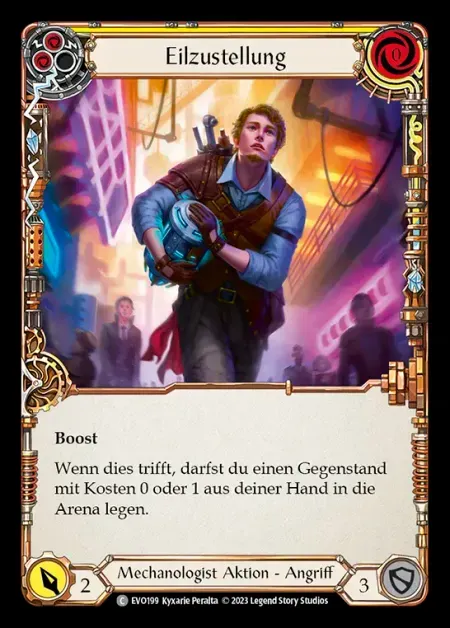 Eilzustellung
0
Boost
Wenn dies trifft, darfst du einen Gegenstand
mit Kosten 0 oder 1 aus deiner Hand in die
Arena legen.
2
Mechanologist Aktion - Angriff
3
C EVO199 Kyxarie Peralta © 2023 Legend Story Studios